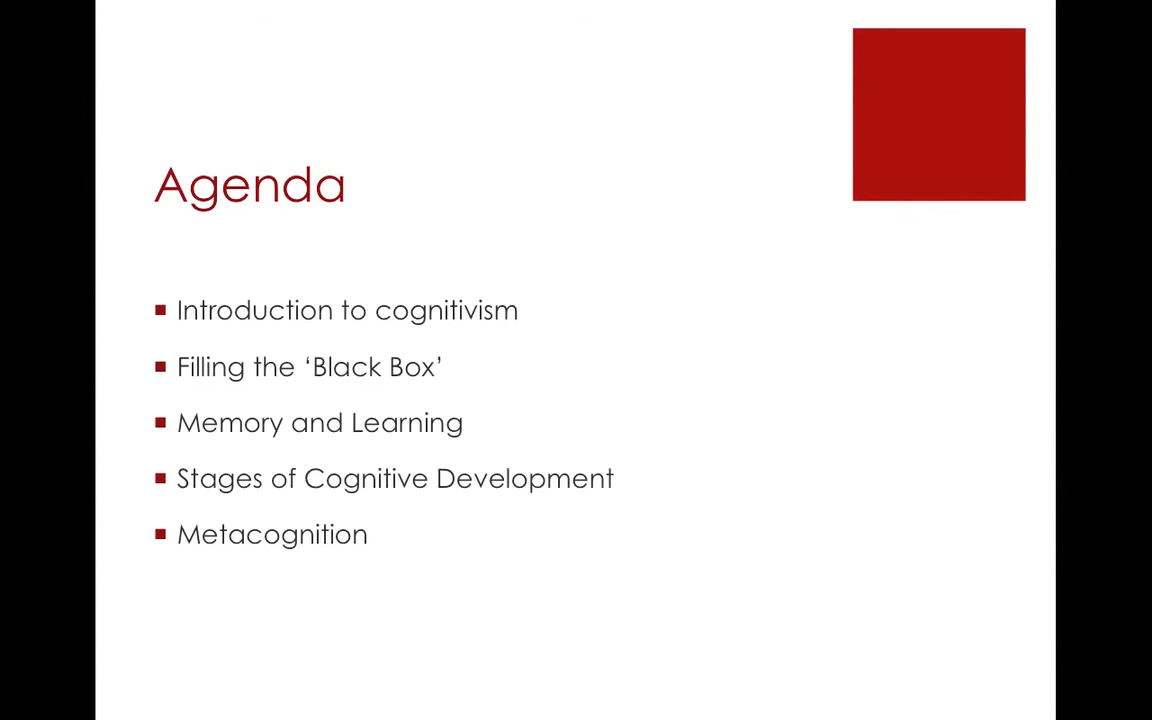 Agenda
Introduction to cognitivism
Filling the ‘Black Box’
Memory and Learning
Stages of Cognitive Development
Metacognition